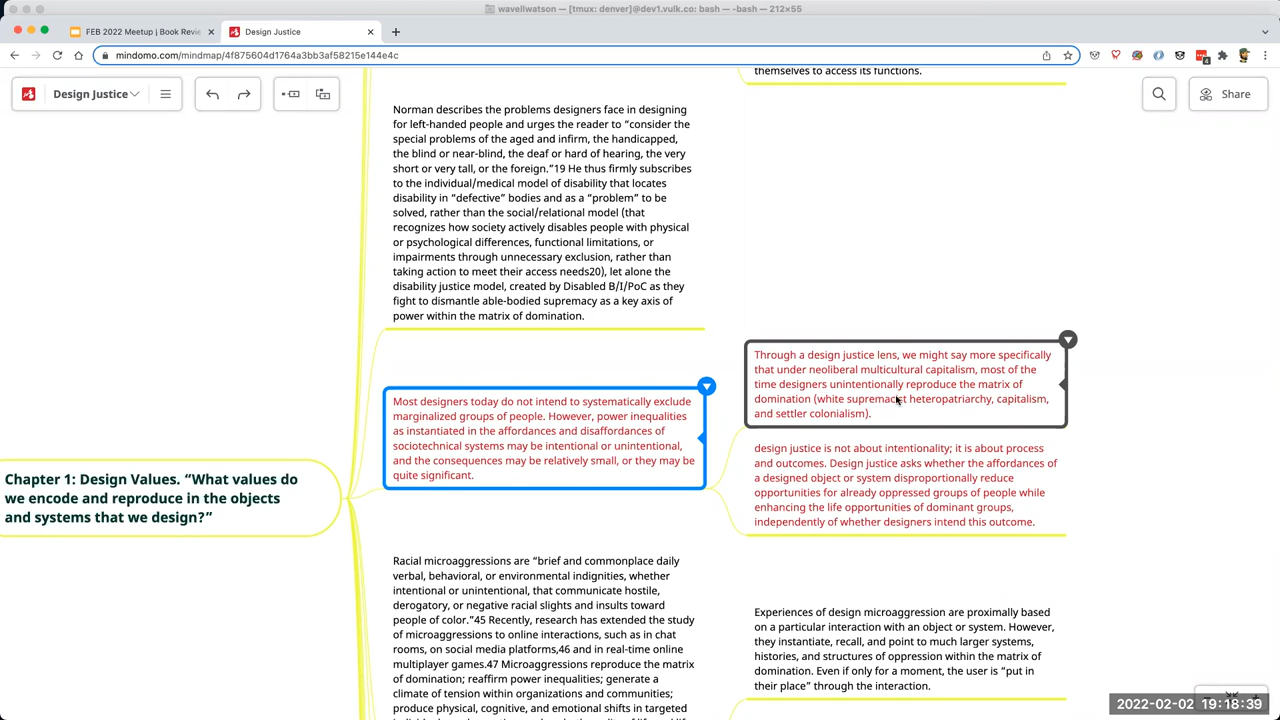 wavellwatson — [tmux: denver]@dev1.vulk.co: bash — -bash — 212×55
FEB 2022 Meetup | Book Revie
Design Justice
mindomo.com/mindmap/4f875604d1764a3bb3af58215e144e4c
Design Justice
Share
themselves to access its functions.
Norman describes the problems designers face in designing
for left-handed people and urges the reader to “consider the
special problems of the aged and infirm, the handicapped,
the blind or near-blind, the deaf or hard of hearing, the very
short or very tall, or the foreign.”19 He thus firmly subscribes
to the individual/medical model of disability that locates
disability in “defective” bodies and as a “problem” to be
solved, rather than the social/relational model (that
recognizes how society actively disables people with physical
or psychological differences, functional limitations, or
impairments through unnecessary exclusion, rather than
taking action to meet their access needs20), let alone the
disability justice model, created by Disabled B/I/PoC as they
fight to dismantle able-bodied supremacy as a key axis of
power within the matrix of domination.
Through a design justice lens, we might say more specifically
that under neoliberal multicultural capitalism, most of the
time designers unintentionally reproduce the matrix of
domination (white supremacist heteropatriarchy, capitalism,
and settler colonialism).
Most designers today do not intend to systematically exclude
marginalized groups of people. However, power inequalities
as instantiated in the affordances and disaffordances of
sociotechnical systems may be intentional or unintentional,
and the consequences may be relatively small, or they may be
quite significant.
design justice is not about intentionality; it is about process
and outcomes. Design justice asks whether the affordances of
a designed object or system disproportionally reduce
opportunities for already oppressed groups of people while
enhancing the life opportunities of dominant groups,
independently of whether designers intend this outcome.
Chapter 1: Design Values. “What values do
we encode and reproduce in the objects
and systems that we design?”
Racial microaggressions are “brief and commonplace daily
verbal, behavioral, or environmental indignities, whether
intentional or unintentional, that communicate hostile,
derogatory, or negative racial slights and insults toward
people of color.”45 Recently, research has extended the study
of microaggressions to online interactions, such as in chat
rooms, on social media platforms,46 and in real-time online
multiplayer games.47 Microaggressions reproduce the matrix
of domination; reaffirm power inequalities; generate a
climate of tension within organizations and communities;
produce physical, cognitive, and emotional shifts in targeted
Experiences of design microaggression are proximally based
on a particular interaction with an object or system. However,
they instantiate, recall, and point to much larger systems,
histories, and structures of oppression within the matrix of
domination. Even if only for a moment, the user is “put in
their place” through the interaction.
2022-02-02 19:18:39